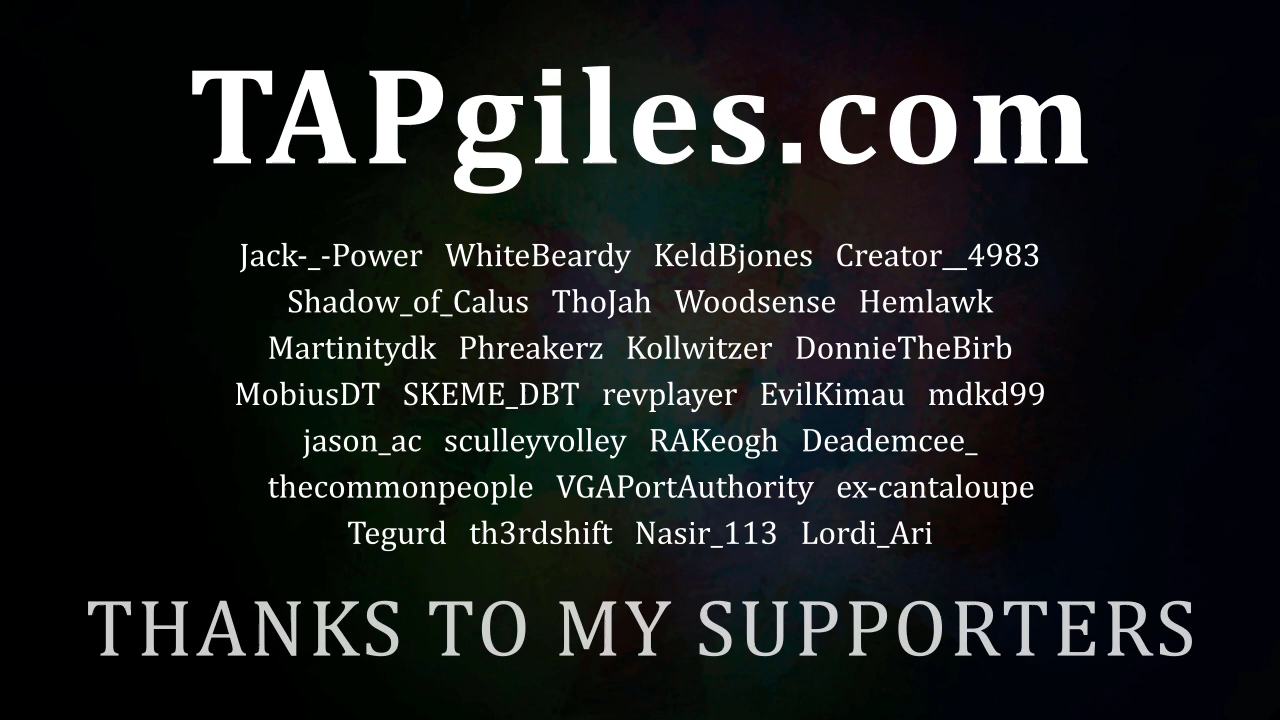 TAPgiles.com
Jack-_-Power WhiteBeardy KeldBjones Creator__4983
Shadow_of_Calus ThoJah Woodsense Hemlawk
Martinitydk Phreakerz Kollwitzer DonnieTheBirb
MobiusDT SKEME_DBT revplayer EvilKimau mdkd99
jason_ac sculleyvolley RAKeogh Deademcee_
thecommonpeople VGAPortAuthority ex-cantaloupe
Tegurd th3rdshift Nasir_113 Lordi_Ari
THANKS TO MY SUPPORTERS